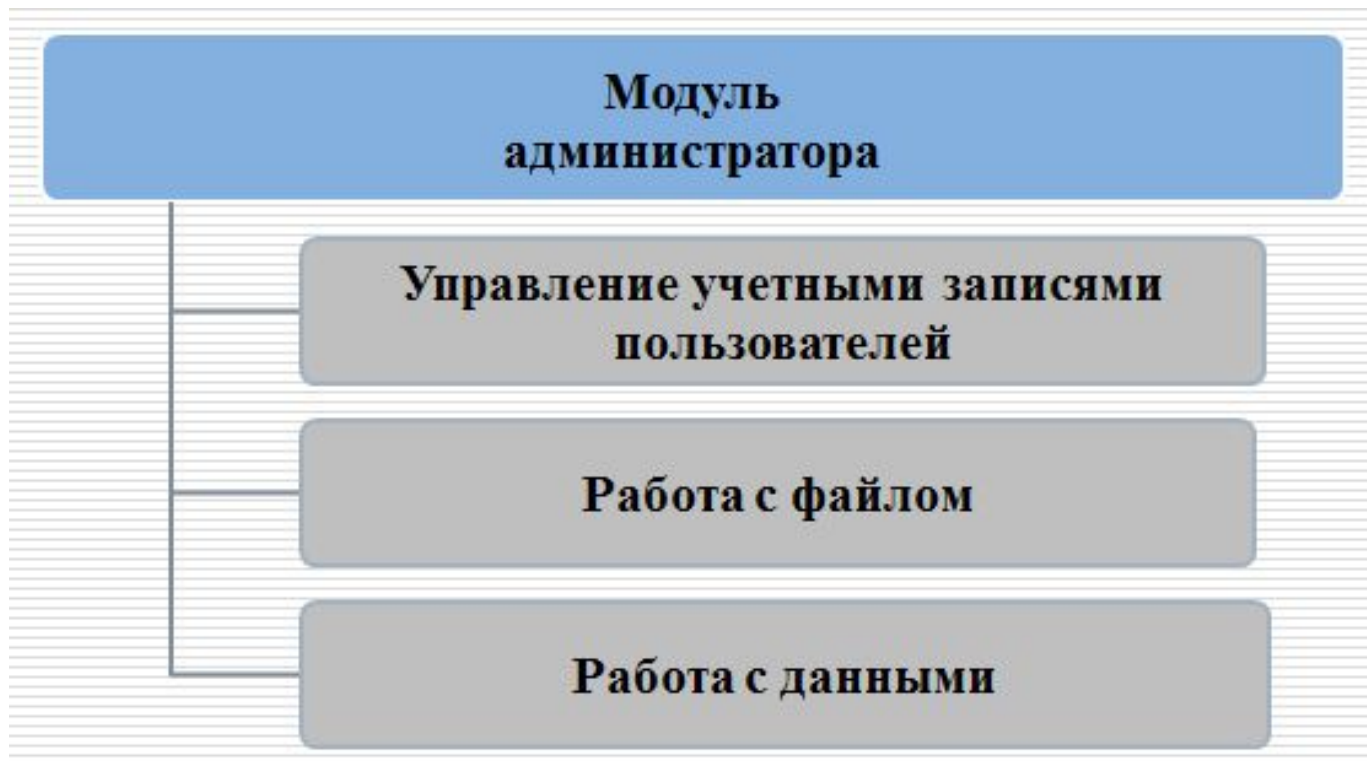 Модуль
администратора
Управление учетными записями
пользователей
Работа с файлом
Работа с данными